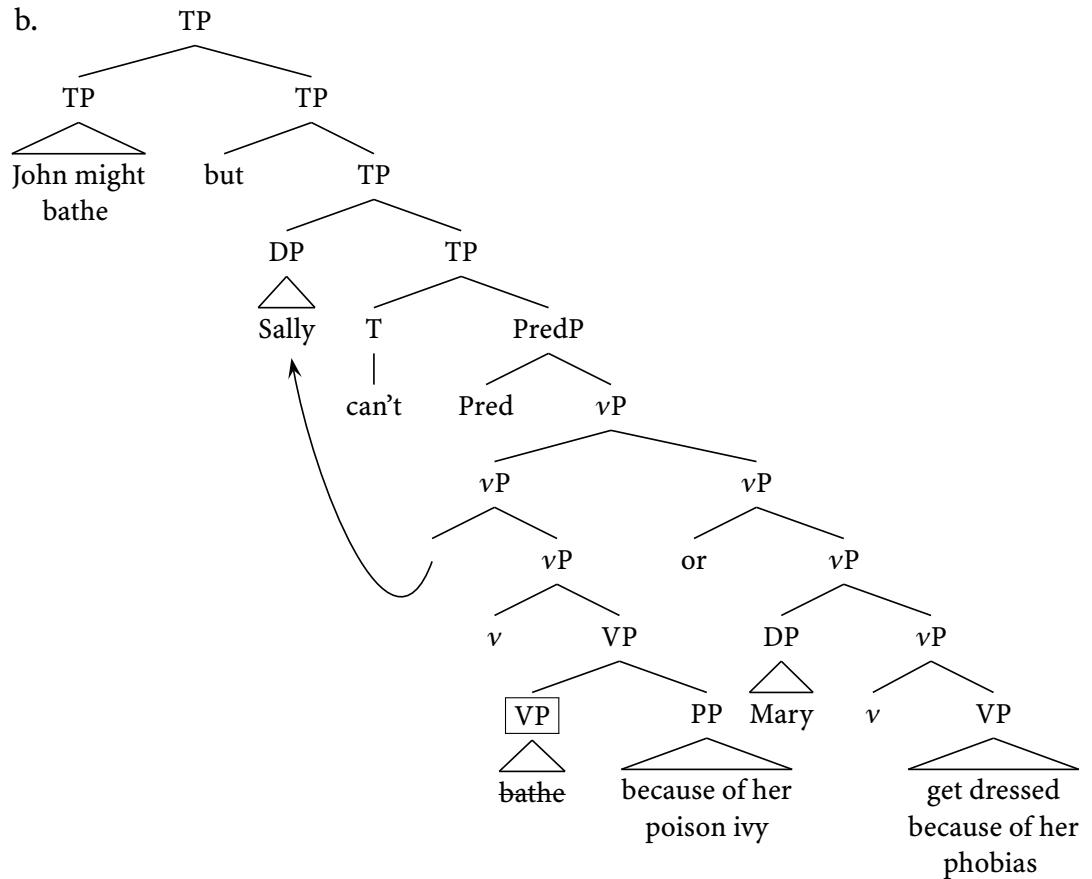 b. TP
TP TP
John might
bathe
but TP
DP TP
Sally T PredP
can't Pred vP
vP vP
vP or vP
v VP DP vP
VP PP Mary v VP
bathe because of her
poison ivy
get dressed
because of her
phobias